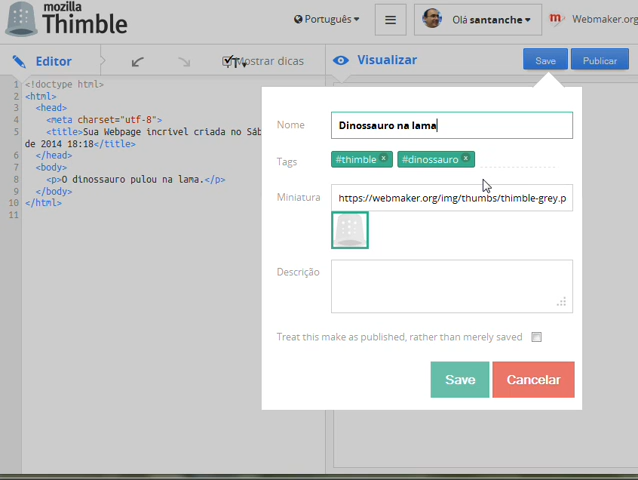 mozilla
Thimble
Português
Olá santanche
Webmaker.org
Editor
Mostrar dicas
Visualizar
Save
Publicar
1 <!doctype html>
2 <html>
3 <head>
4 <meta charset="utf-8">
5 <title>Sua Webpage incrível criada no Sáb
de 2014 18:18</title>
6 </head>
7 <body>
8 <p>O dinossauro pulou na lama.</p>
9 </body>
10 </html>
11
Nome
Dinossauro na lama
Tags
#thimble x
#dinossauro x
Miniatura
https://webmaker.org/img/thumbs/thimble-grey.p
Descrição
Treat this make as published, rather than merely saved
Save
Cancelar